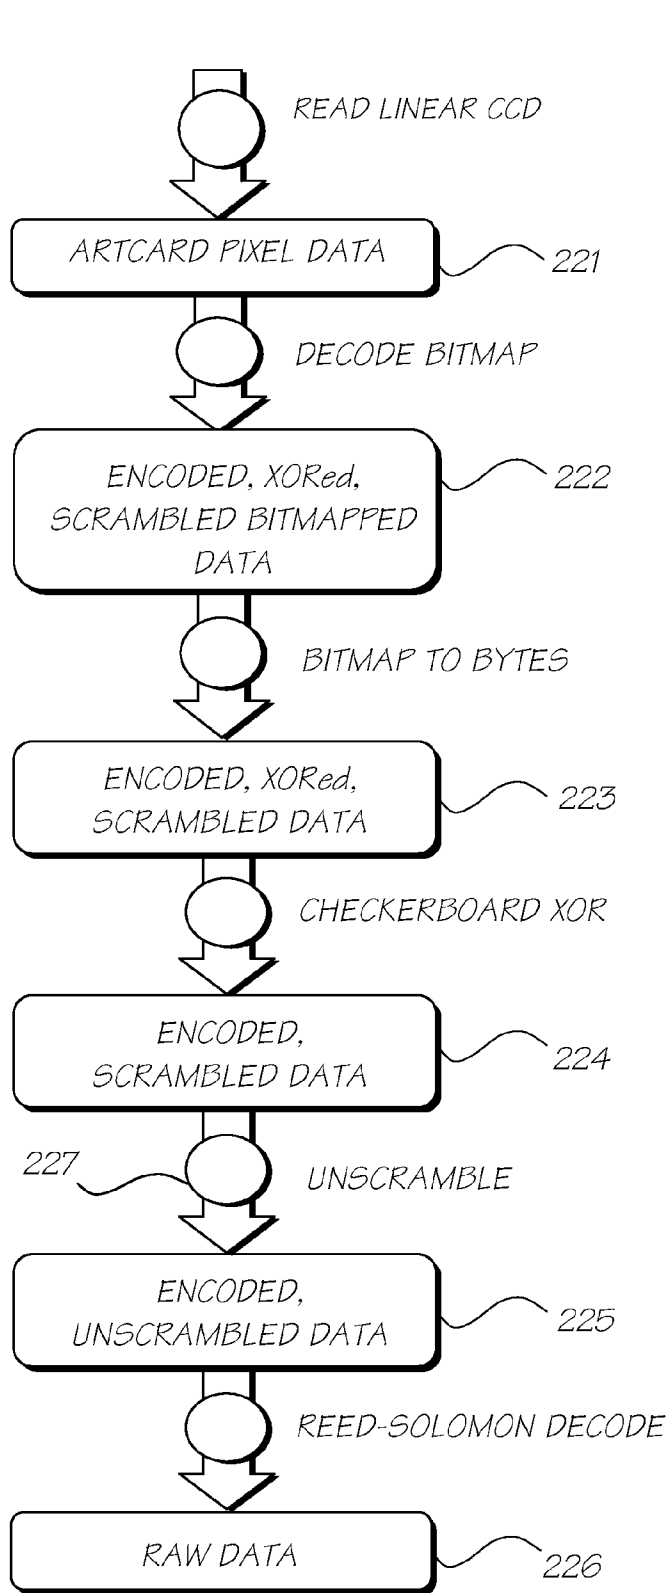 READ LINEAR CCD
ARTCARD PIXEL DATA
221
DECODE BITMAP
ENCODED, XORed,
SCRAMBLED BITMAPPED
DATA
222
BITMAP TO BYTES
ENCODED, XORed,
SCRAMBLED DATA
223
CHECKERBOARD XOR
ENCODED,
SCRAMBLED DATA
224
227
UNSCRAMBLE
ENCODED,
UNSCRAMBLED DATA
225
REED-SOLOMON DECODE
RAW DATA
226